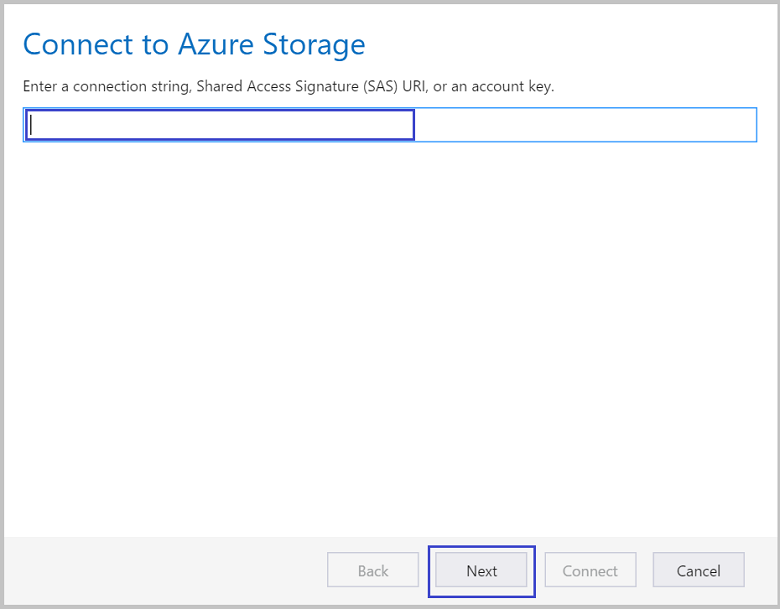 Connect to Azure Storage
Enter a connection string, Shared Access Signature (SAS) URI, or an account key.
Back Next Connect Cancel